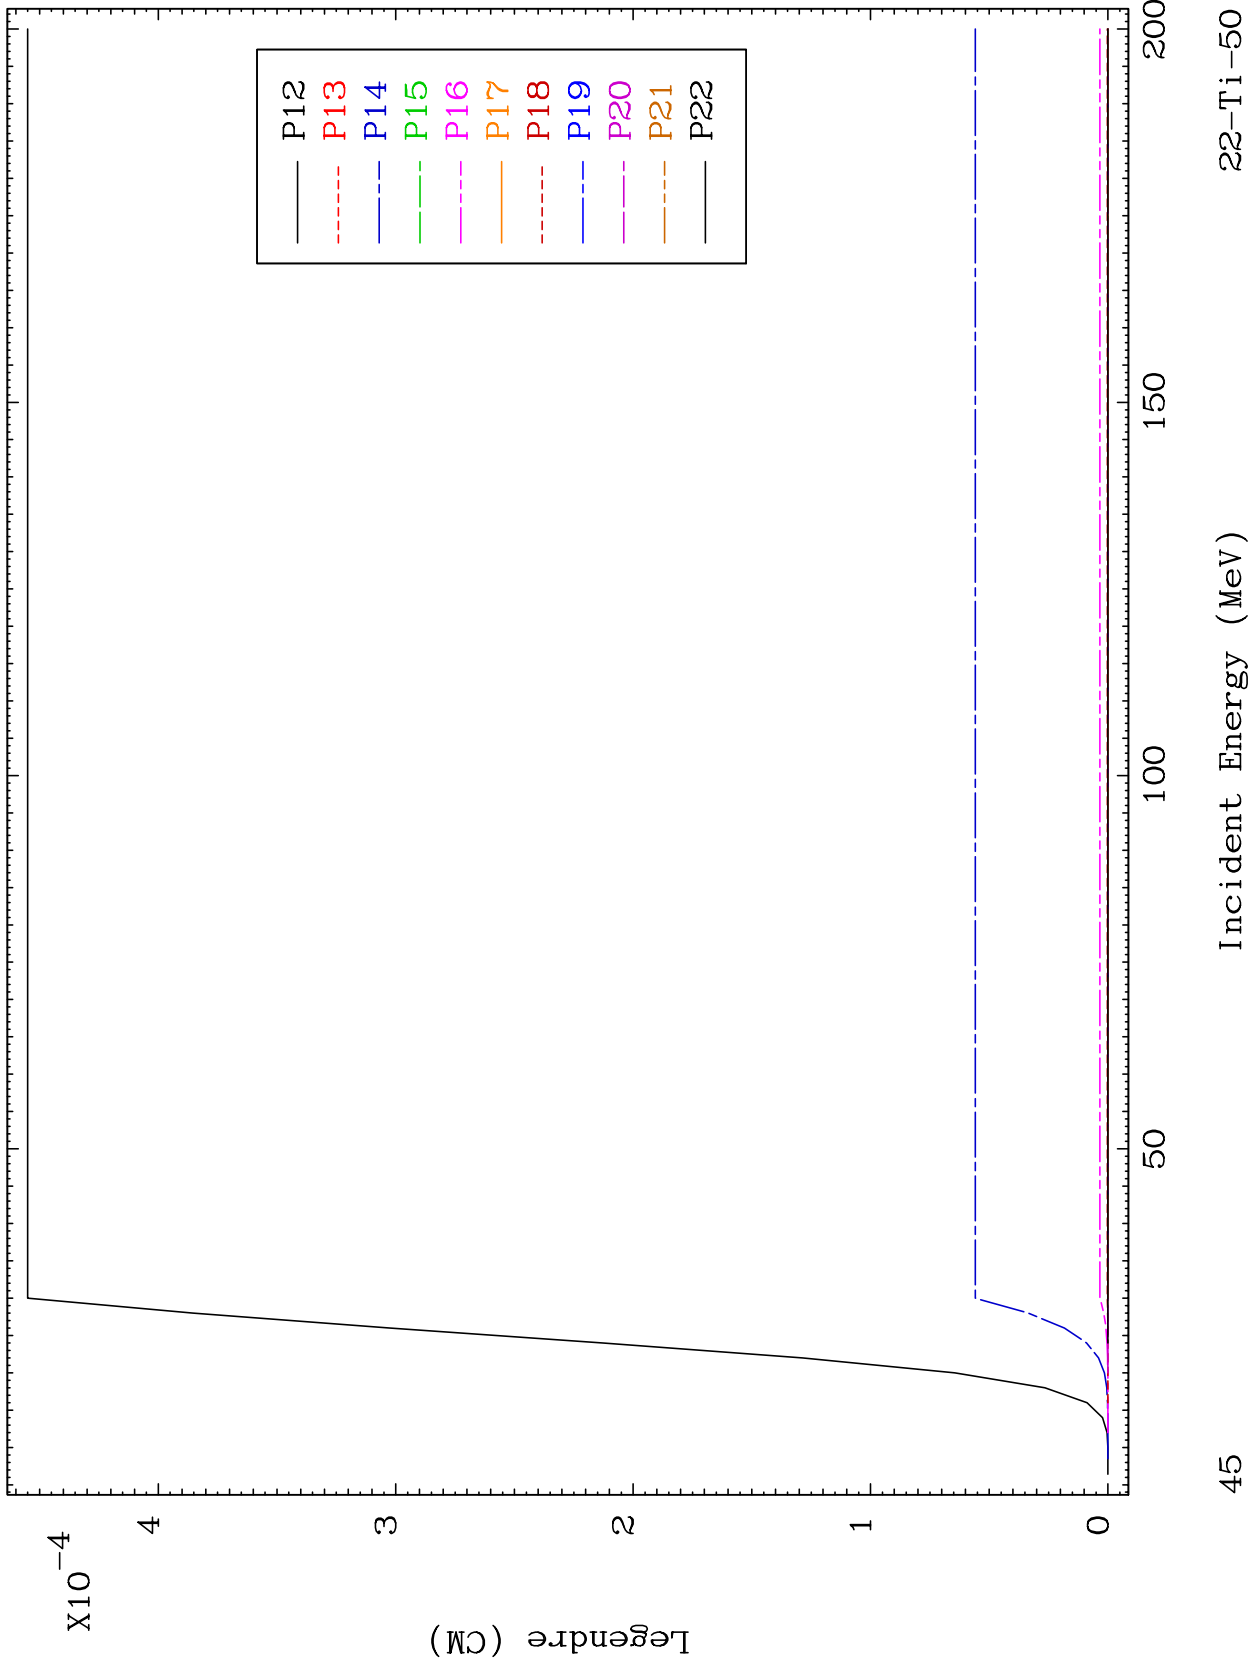 X10-4
Legendre (CM)
4
3
2
1
0
P12
P13
P14
P15
P16
P17
P18
P19
P20
P21
P22
50
100
150
200
Incident Energy (MeV)
45
22-Ti-50